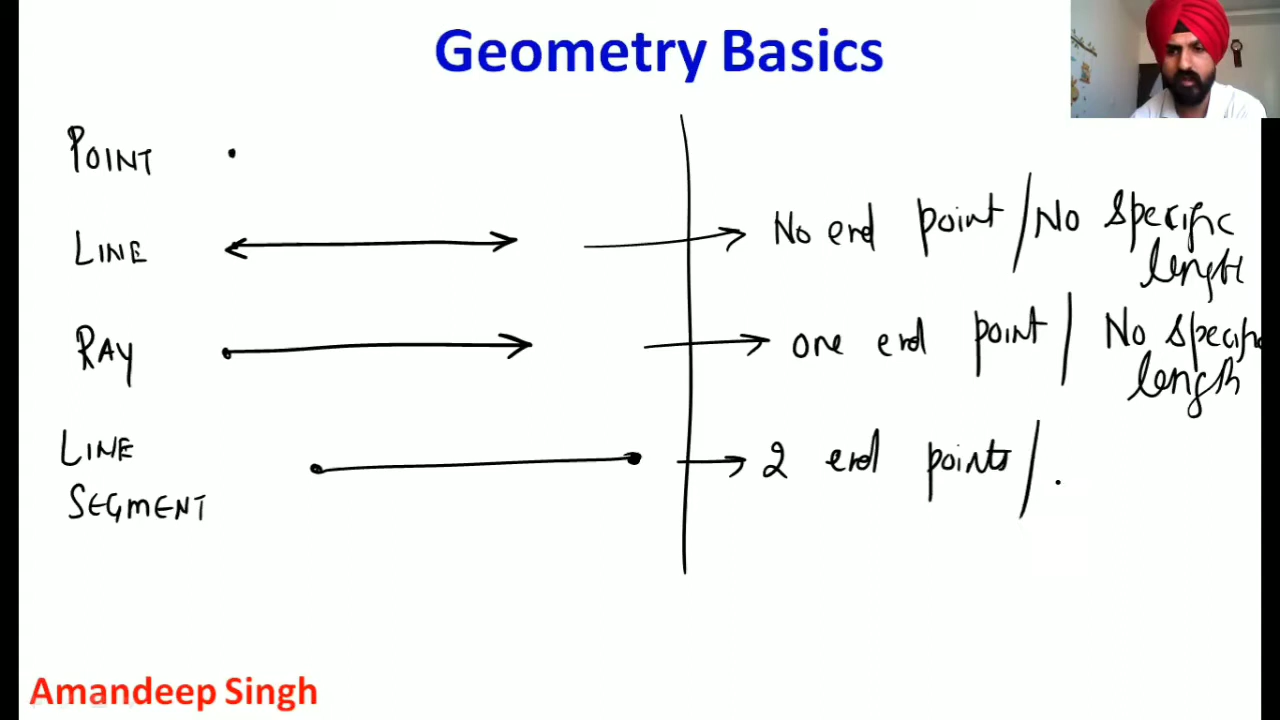 Geometry Basics
POINT
LINE No end point / No specific
length
RAY one end point / No specific
length
LINE 2 end points /
SEGMENT
Amandeep Singh